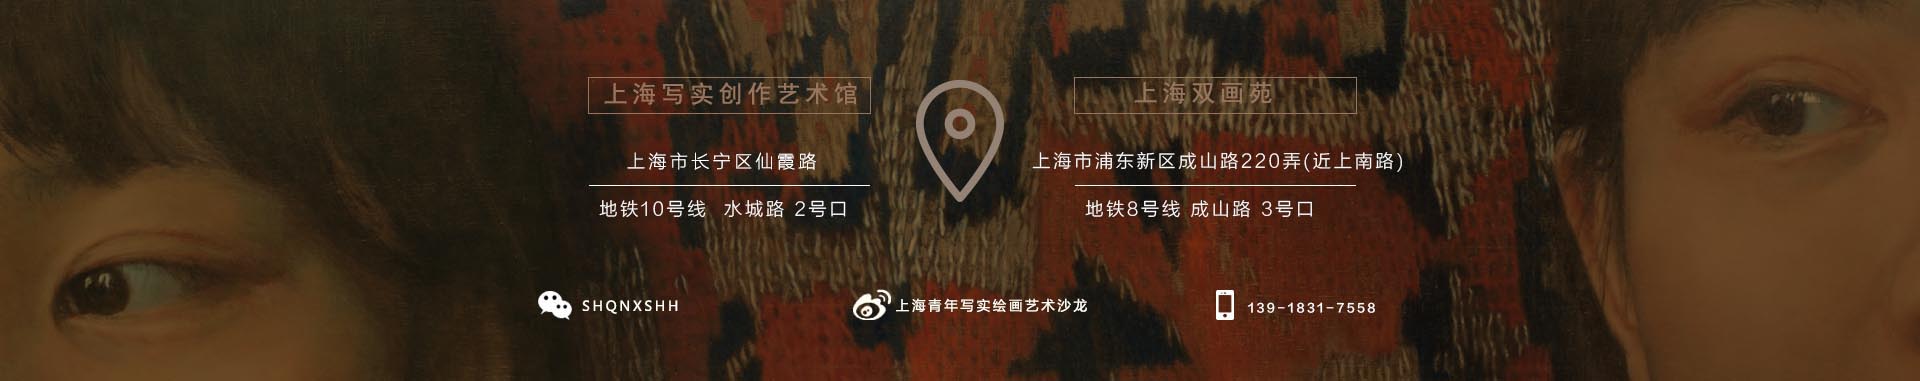 上海写实创作艺术馆
上海市长宁区仙霞路
地铁10号线 水城路 2号口
上海双画苑
上海市浦东新区成山路220弄(近上南路)
地铁8号线 成山路 3号口
SHQNXSHH
上海青年写实绘画艺术沙龙
139-1831-7558